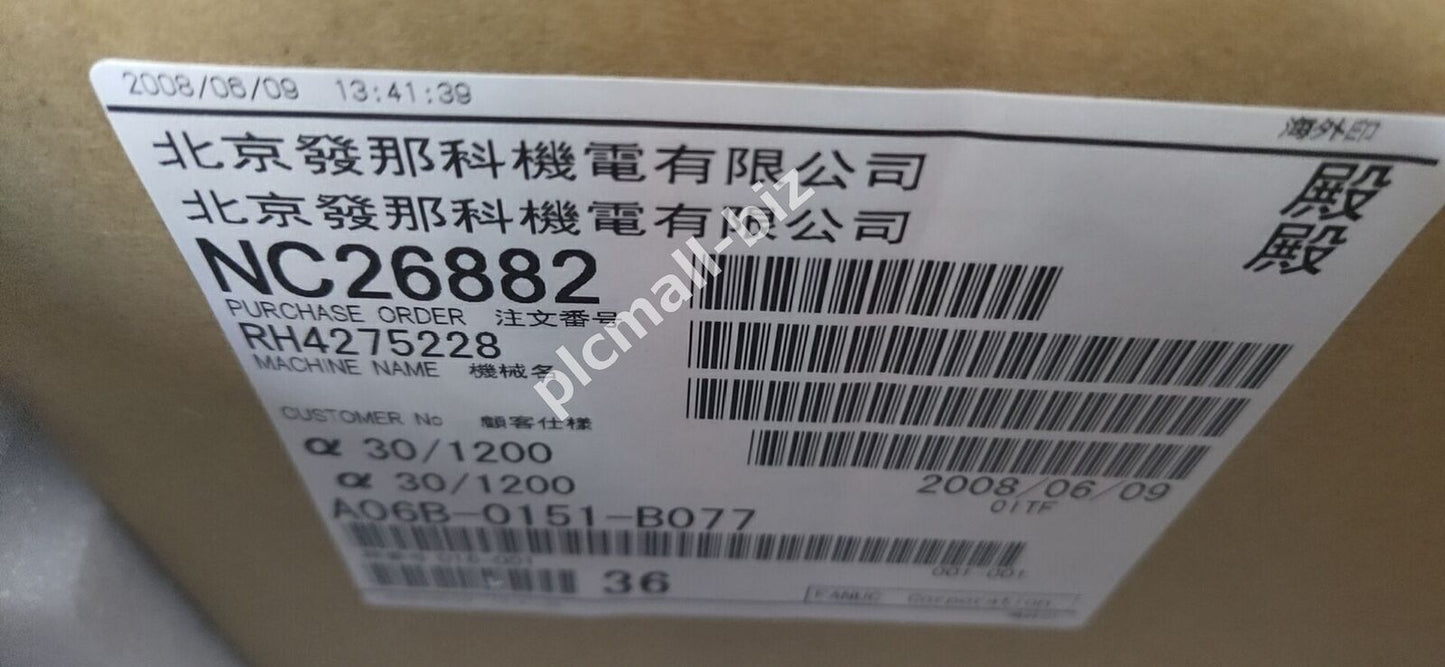 2008/06/09 13:41:39
海外印
北京發那科機電有限公司 殿
北京發那科機電有限公司 殿
NC26882
PURCHASE ORDER 注文番号
RH4275228
MACHINE NAME 機械名
CUSTOMER No 顧客仕様
α 30/1200
α 30/1200
2008/06/09
01TF
A06B-0151-B077
001-001
36
FANUC Corporation
plcmall-biz